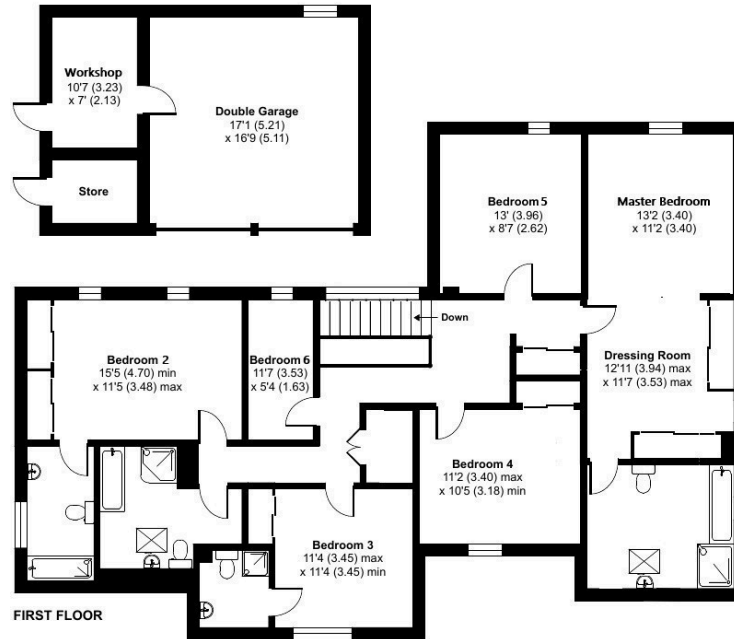 Workshop
10'7 (3.23)
x 7' (2.13)
Double Garage
17'1 (5.21)
x 16'9 (5.11)
Store
Bedroom 5
13' (3.96)
x 8'7 (2.62)
Master Bedroom
13'2 (3.40)
x 11'2 (3.40)
Down
Bedroom 2
15'5 (4.70) min
x 11'5 (3.48) max
Bedroom 6
11'7 (3.53)
x 5'4 (1.63)
Dressing Room
12'11 (3.94) max
x 11'7 (3.53) max
Bedroom 4
11'2 (3.40) max
x 10'5 (3.18) min
Bedroom 3
11'4 (3.45) max
x 11'4 (3.45) min
FIRST FLOOR